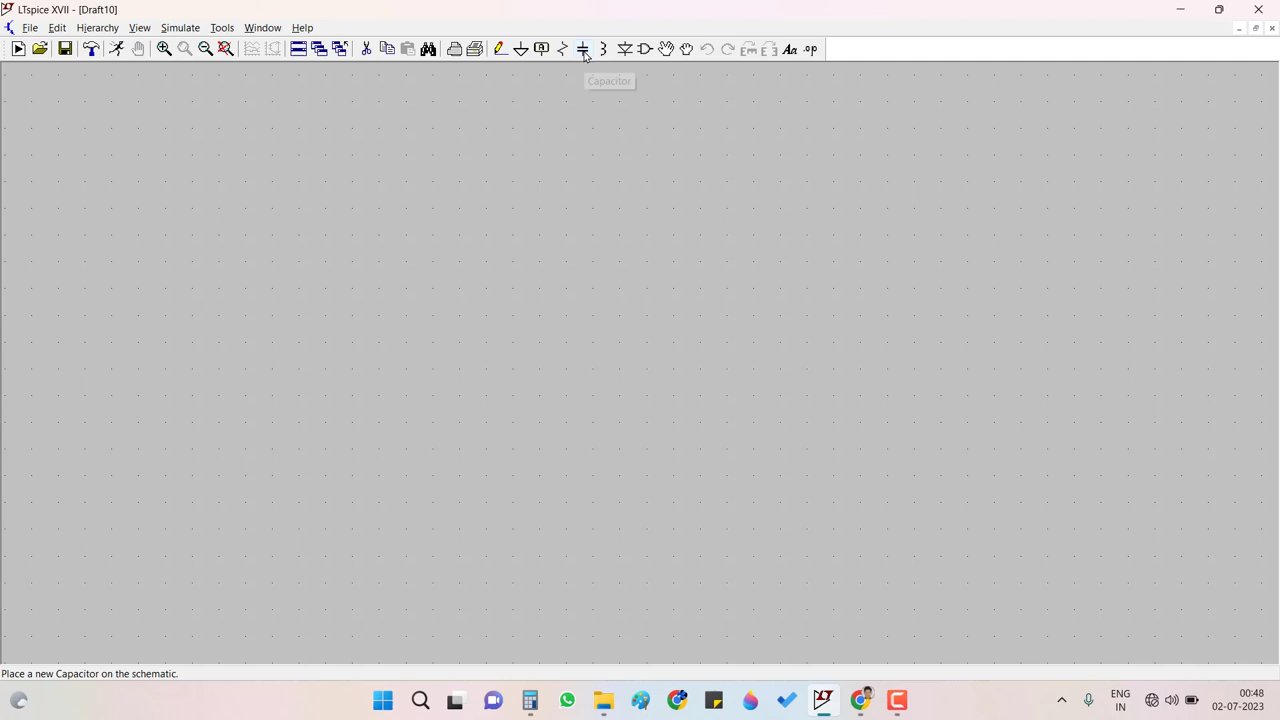 LTspice XVII - [Draft10]
File Edit Hierarchy View Simulate Tools Window Help
Aa .op
Capacitor
Place a new Capacitor on the schematic.
ENG
IN
00:48
02-07-2023